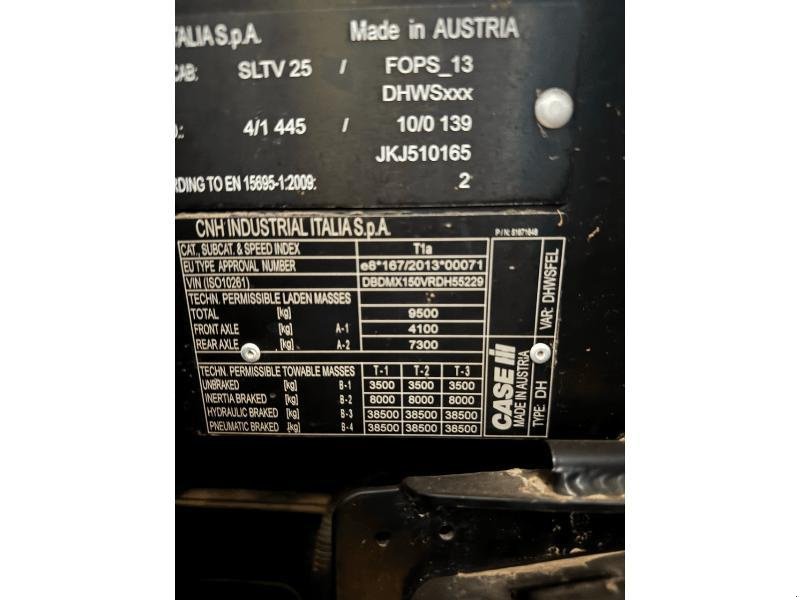 ITALIA S.p.A. Made in AUSTRIA
CAB: SLTV 25 / FOPS_13
DHWSxxx
4/1 445 / 10/0 139
JKJ510165
RDING TO EN 15695-1:2009: 2
CNH INDUSTRIAL ITALIA S.p.A. P/N: 51671648
CAT., SUBCAT. & SPEED INDEX T1a
EU TYPE APPROVAL NUMBER e8*167/2013*00071
VIN (ISO10261) DBDMX150VRDH55229
TECHN. PERMISSIBLE LADEN MASSES
TOTAL [kg] 9500
FRONT AXLE [kg] A-1 4100
REAR AXLE [kg] A-2 7300
TECHN. PERMISSIBLE TOWABLE MASSES T-1 T-2 T-3
UNBRAKED [kg] B-1 3500 3500 3500
INERTIA BRAKED [kg] B-2 8000 8000 8000
HYDRAULIC BRAKED [kg] B-3 38500 38500 38500
PNEUMATIC BRAKED [kg] B-4 38500 38500 38500
CASE IH
MADE IN AUSTRIA
TYPE: DH VAR: DHWSFEL